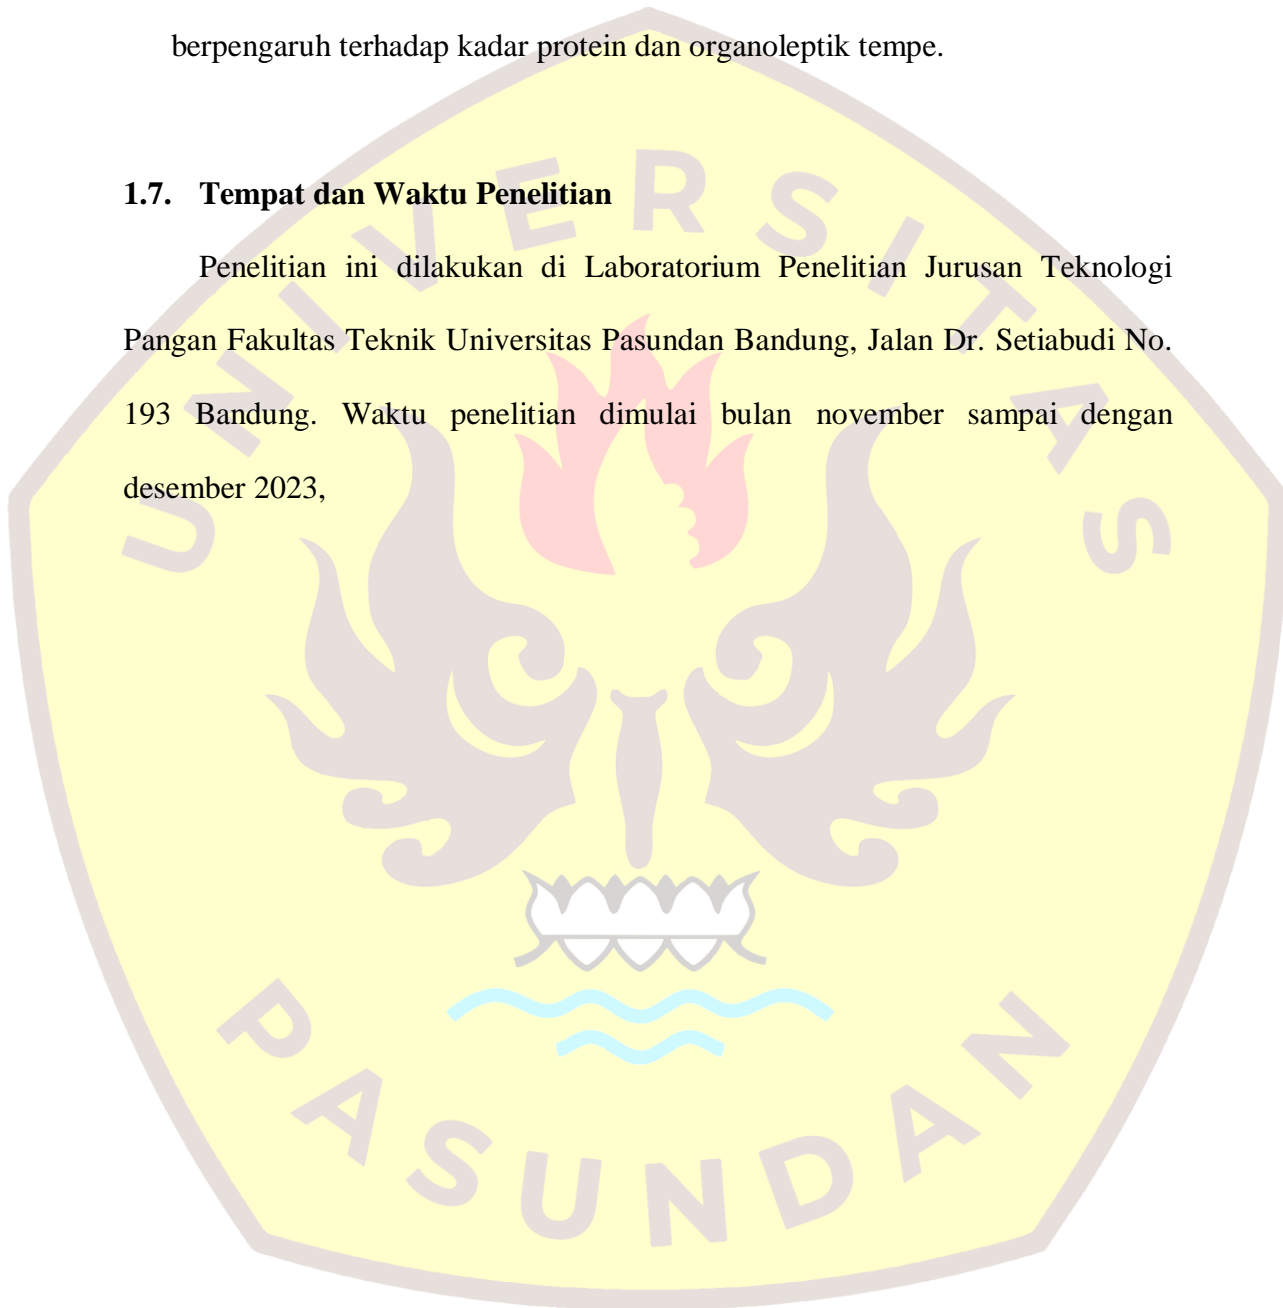 berpengaruh terhadap kadar protein dan organoleptik tempe.
1.7. Tempat dan Waktu Penelitian
Penelitian ini dilakukan di Laboratorium Penelitian Jurusan Teknologi
Pangan Fakultas Teknik Universitas Pasundan Bandung, Jalan Dr. Setiabudi No.
193 Bandung. Waktu penelitian dimulai bulan november sampai dengan
desember 2023,
UNIVERSITAS
PASUNDAN